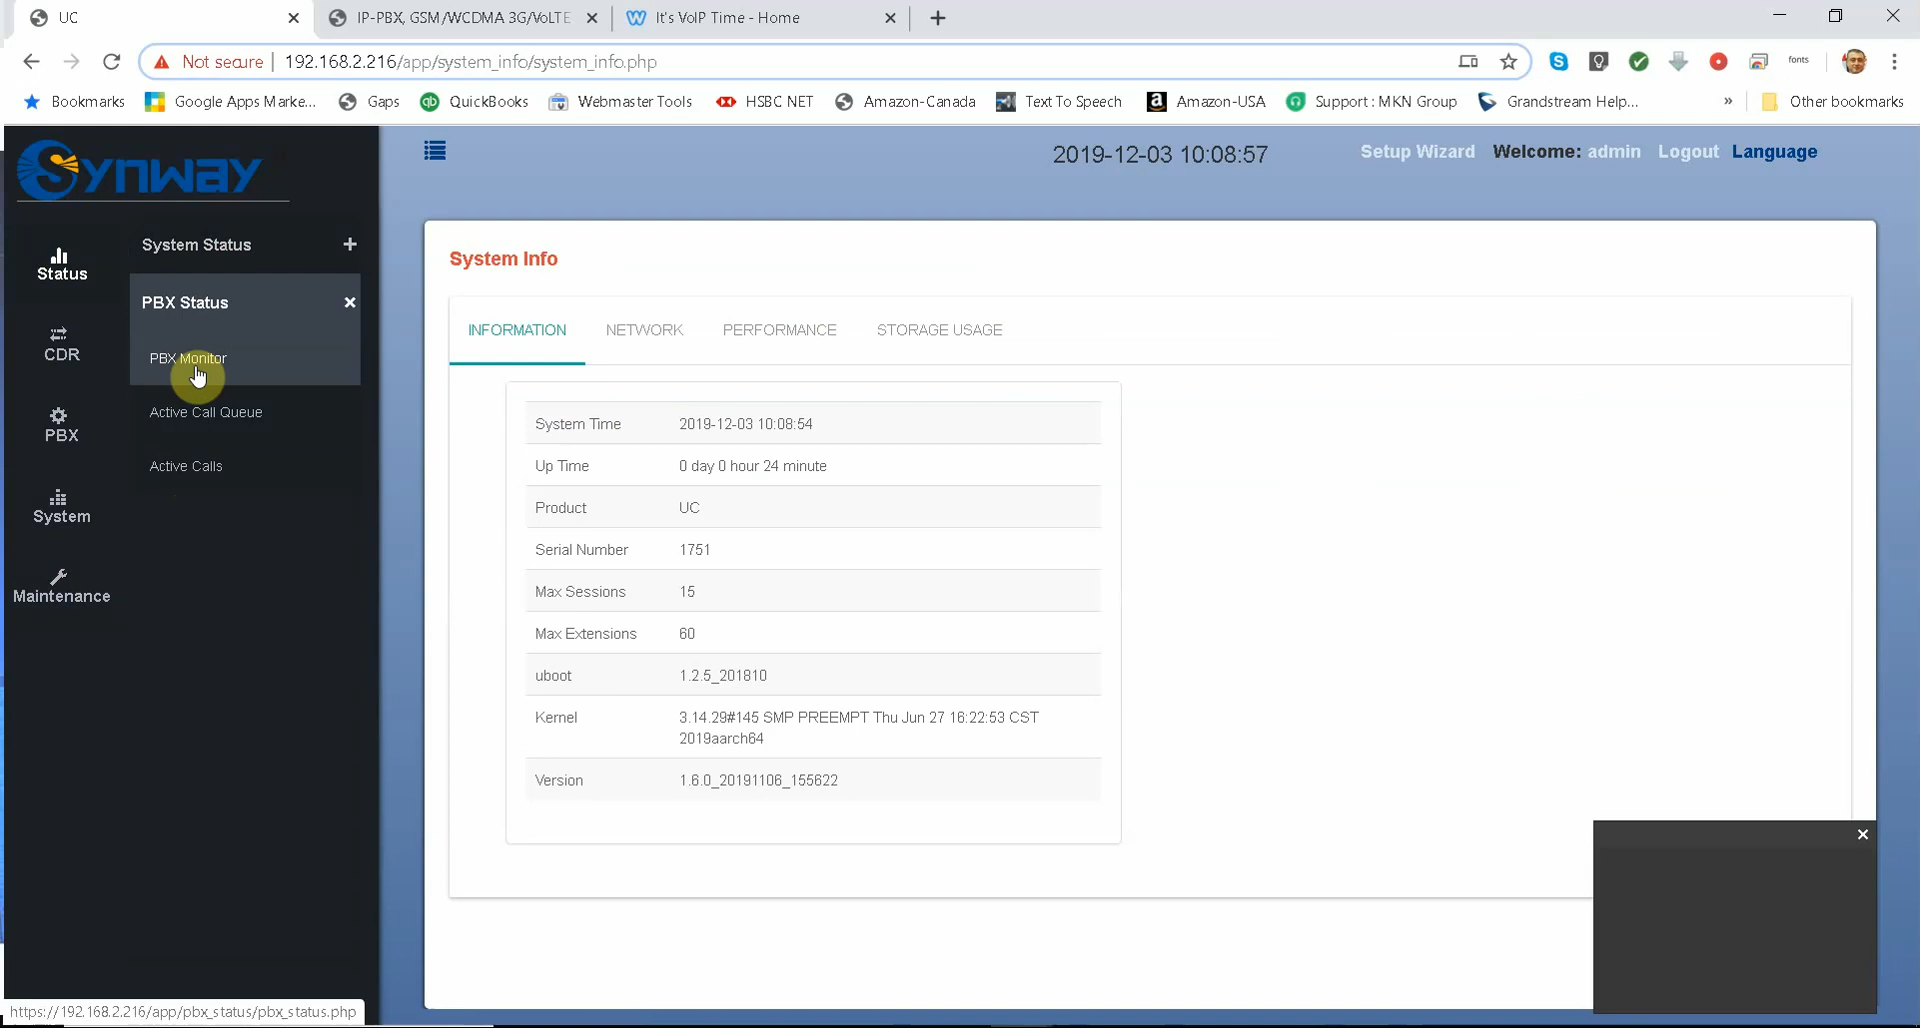 UC
IP-PBX, GSM/WCDMA 3G/VoLTE
It's VoIP Time - Home
Not secure
192.168.2.216/app/system_info/system_info.php
fonts
Bookmarks
Google Apps Marke...
Gaps
QuickBooks
Webmaster Tools
HSBC NET
Amazon-Canada
Text To Speech
Amazon-USA
Support : MKN Group
Grandstream Help...
»
Other bookmarks
Synway
2019-12-03 10:08:57
Setup Wizard
Welcome: admin
Logout
Language
Status
CDR
PBX
System
Maintenance
System Status
PBX Status
PBX Monitor
Active Call Queue
Active Calls
System Info
INFORMATION
NETWORK
PERFORMANCE
STORAGE USAGE
System Time 2019-12-03 10:08:54
Up Time 0 day 0 hour 24 minute
Product UC
Serial Number 1751
Max Sessions 15
Max Extensions 60
uboot 1.2.5_201810
Kernel 3.14.29#145 SMP PREEMPT Thu Jun 27 16:22:53 CST
2019aarch64
Version 1.6.0_20191106_155622
https://192.168.2.216/app/pbx_status/pbx_status.php